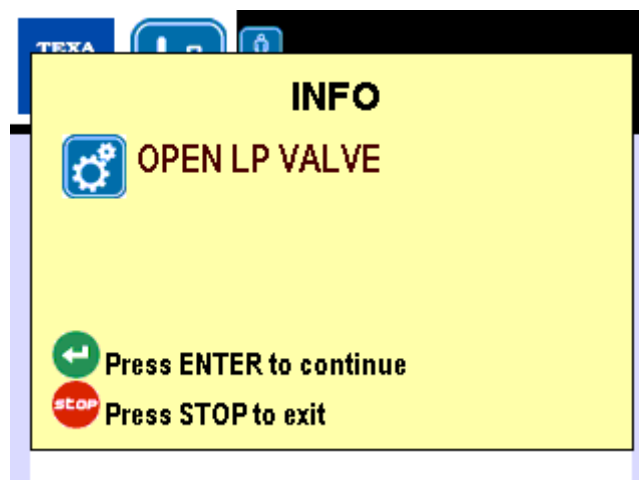 TEXA
INFO
OPEN LP VALVE
Press ENTER to continue
stop
Press STOP to exit